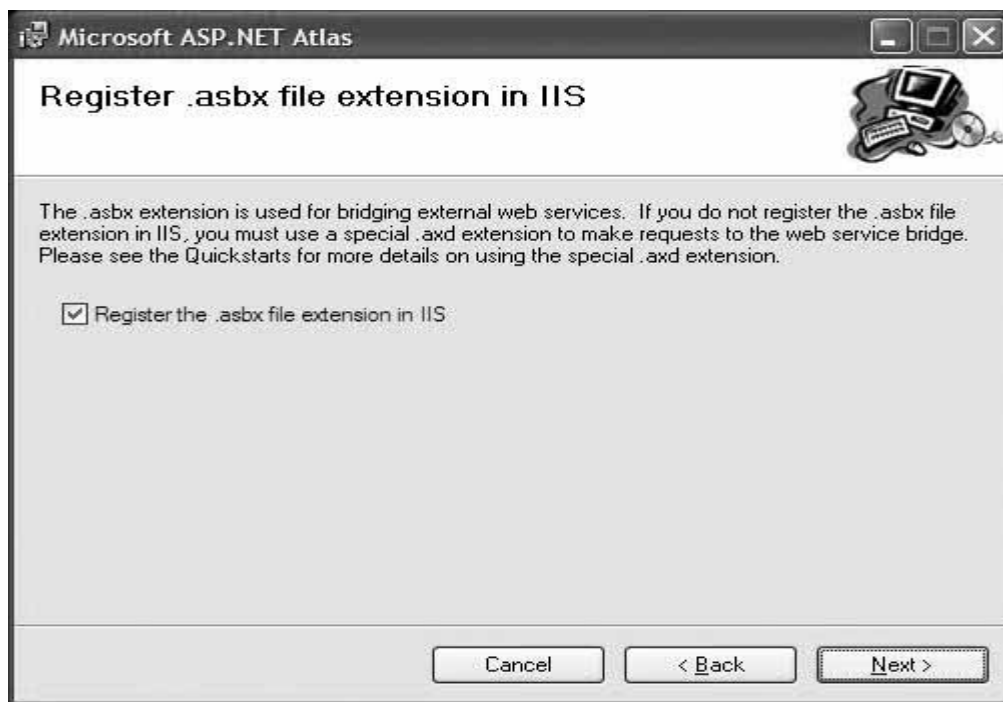 Microsoft ASP.NET Atlas
Register .asbx file extension in IIS
The .asbx extension is used for bridging external web services. If you do not register the .asbx file
extension in IIS, you must use a special .axd extension to make requests to the web service bridge.
Please see the Quickstarts for more details on using the special .axd extension.
Register the .asbx file extension in IIS
Cancel
< Back
Next >